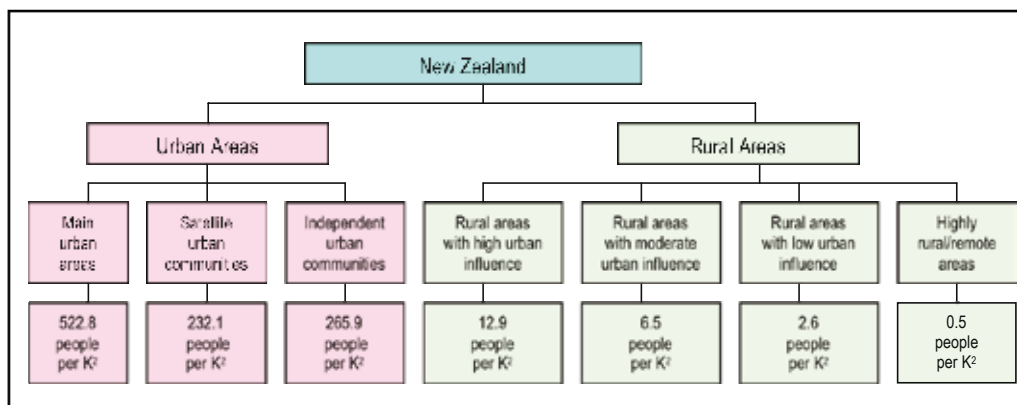 New Zealand
Urban Areas
Rural Areas
Main
urban
areas
Satellite
urban
communities
Independent
urban
communities
Rural areas
with high urban
influence
Rural areas
with moderate
urban influence
Rural areas
with low urban
influence
Highly
rural/remote
areas
522.8
people
per K²
232.1
people
per K²
265.9
people
per K²
12.9
people
per K²
6.5
people
per K²
2.6
people
per K²
0.5
people
per K²